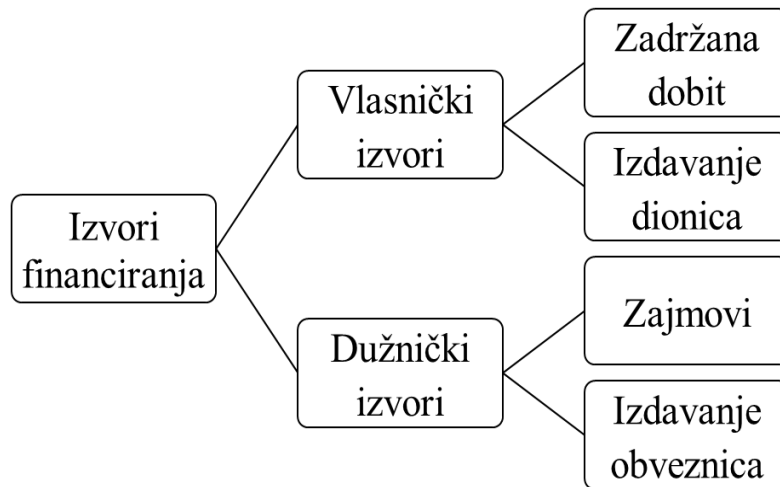 Izvori
financiranja
Vlasnički
izvori
Zadržana
dobit
Izdavanje
dionica
Dužnički
izvori
Zajmovi
Izdavanje
obveznica